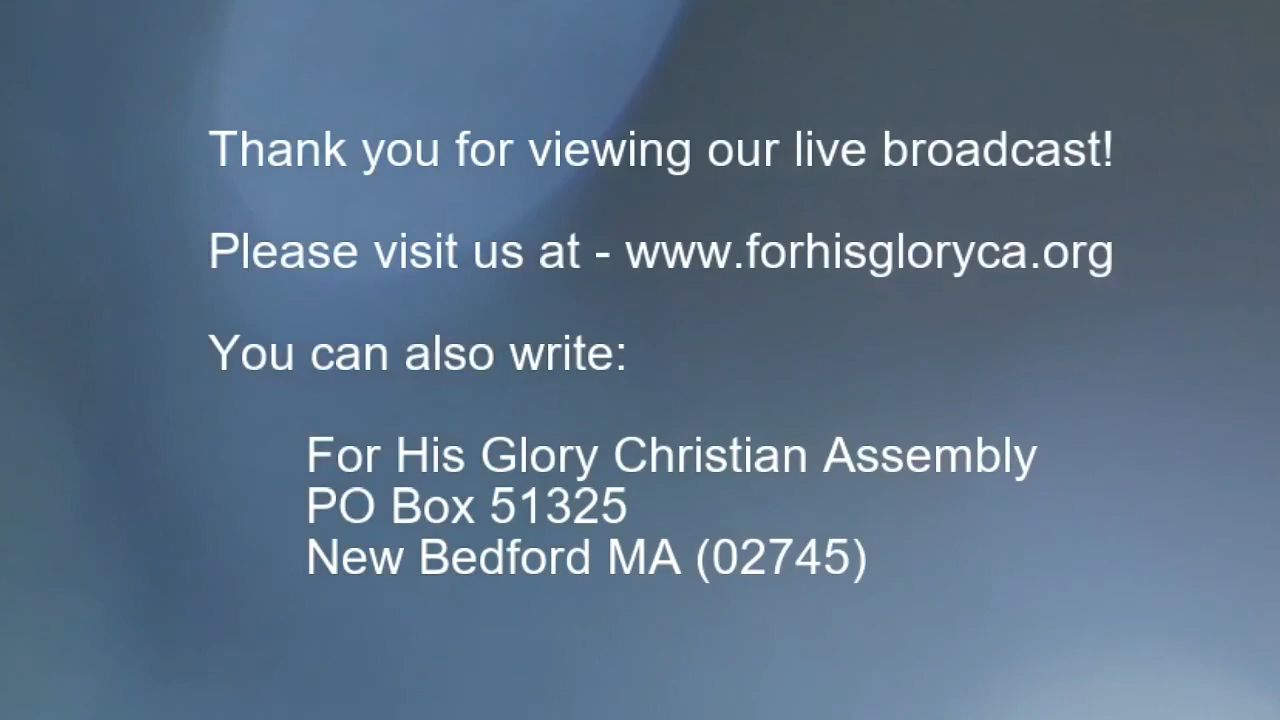 Thank you for viewing our live broadcast!
Please visit us at - www.forhisgloryca.org
You can also write:
For His Glory Christian Assembly
PO Box 51325
New Bedford MA (02745)